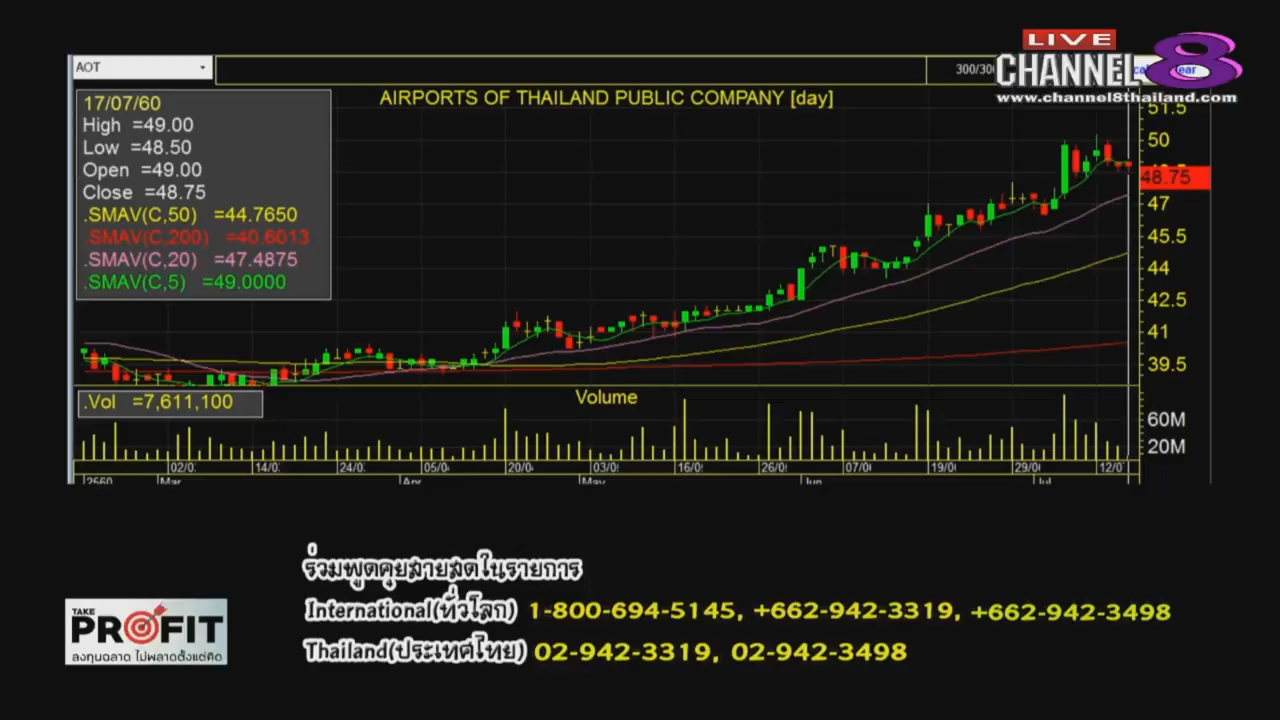 LIVE
CHANNEL 8
www.channel8thailand.com
AOT
300/300
AIRPORTS OF THAILAND PUBLIC COMPANY [day]
17/07/60
High =49.00
Low =48.50
Open =49.00
Close =48.75
.SMAV(C,50) =44.7650
.SMAV(C,200) =40.6013
.SMAV(C,20) =47.4875
.SMAV(C,5) =49.0000
51.5
50
48.75
47
45.5
44
42.5
41
39.5
.Vol =7,611,100
Volume
60M
20M
02/0 14/0 24/0 05/0 20/0 03/0 16/0 26/0 07/0 19/0 29/0 12/0
2560 Mar Apr May Jun Jul
ร่วมพูดคุยสายสดในรายการ
International(ทั่วโลก) 1-800-694-5145, +662-942-3319, +662-942-3498
Thailand(ประเทศไทย) 02-942-3319, 02-942-3498
TAKE
PROFIT
ลงทุนฉลาด ไม่พลาดตั้งแต่คิด